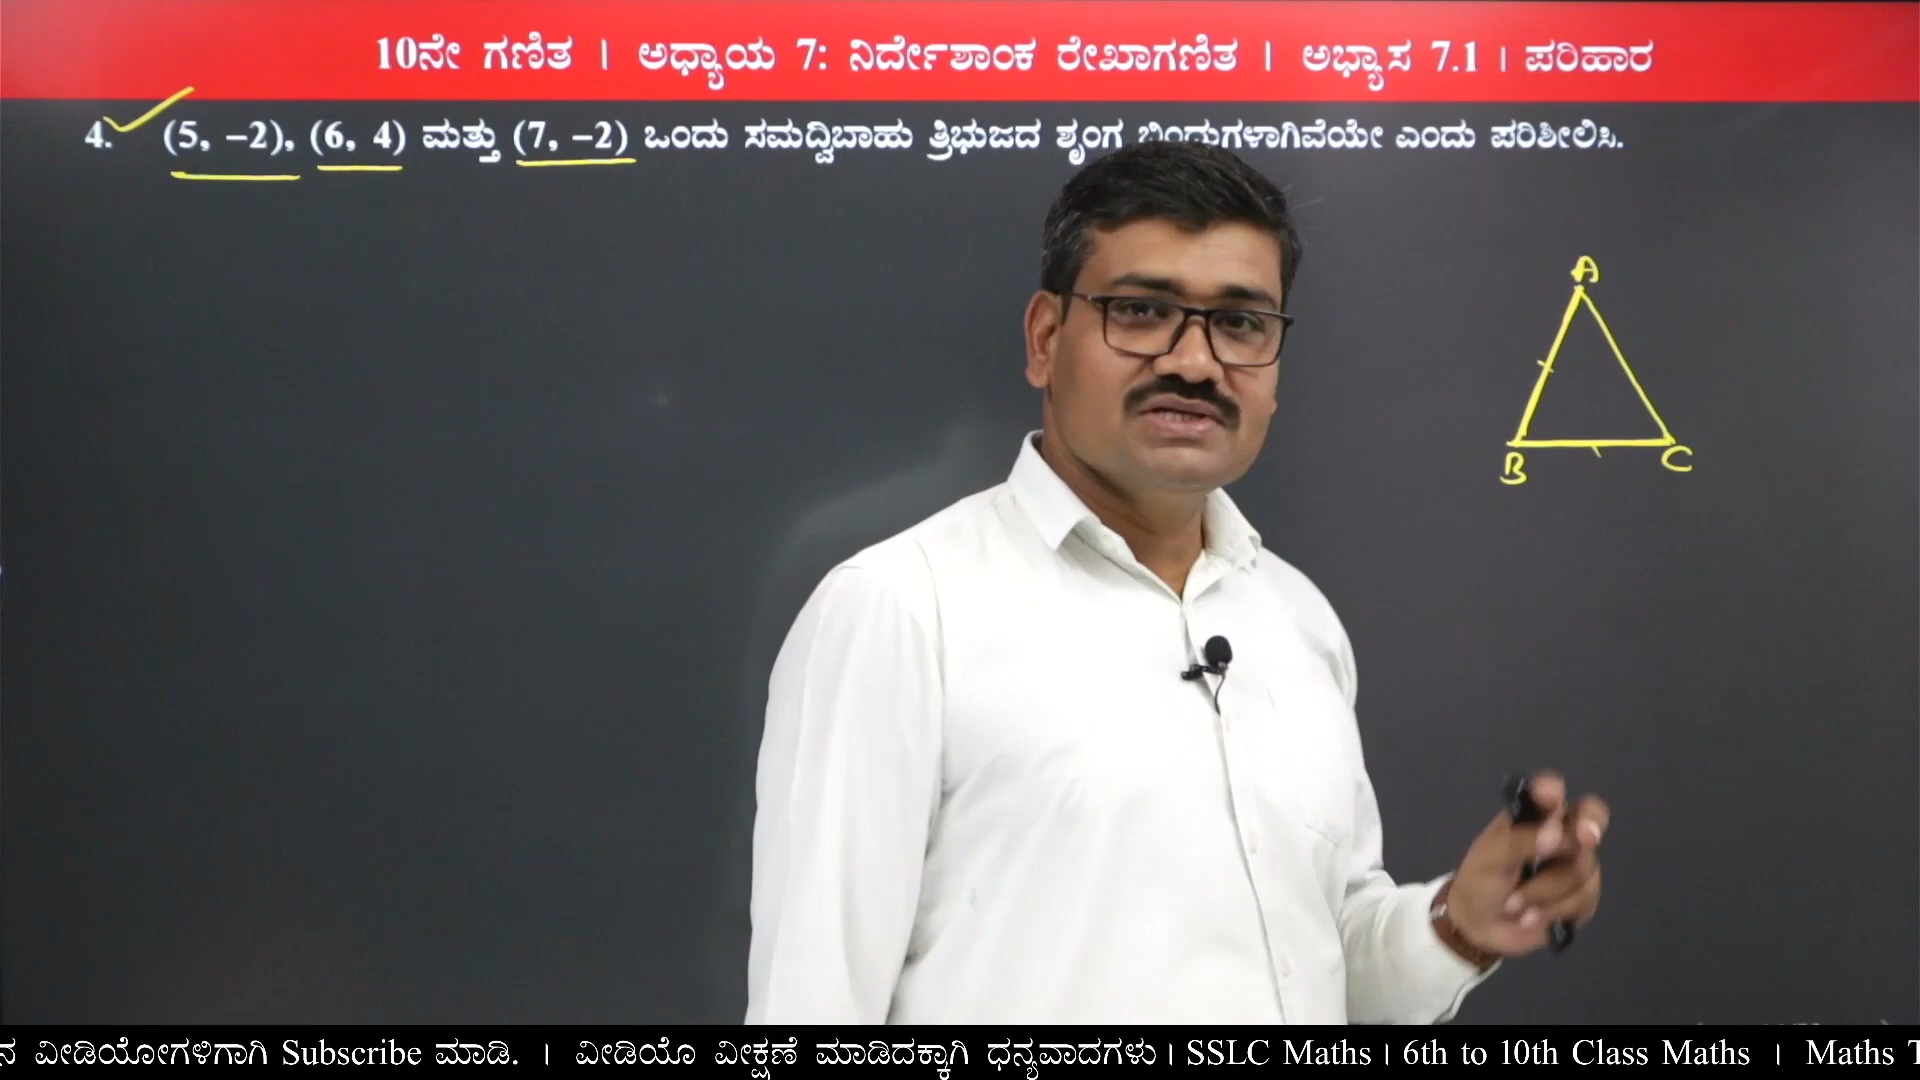 10ನೇ ಗಣಿತ । ಅಧ್ಯಾಯ 7: ನಿರ್ದೇಶಾಂಕ ರೇಖಾಗಣಿತ । ಅಭ್ಯಾಸ 7.1 । ಪರಿಹಾರ
4. (5, −2), (6, 4) ಮತ್ತು (7, −2) ಒಂದು ಸಮದ್ವಿಬಾಹು ತ್ರಿಭುಜದ ಶೃಂಗ ಬಿಂದುಗಳಾಗಿವೆಯೇ ಎಂದು ಪರಿಶೀಲಿಸಿ.
A
B C
ನ ವೀಡಿಯೋಗಳಿಗಾಗಿ Subscribe ಮಾಡಿ. । ವೀಡಿಯೊ ವೀಕ್ಷಣೆ ಮಾಡಿದಕ್ಕಾಗಿ ಧನ್ಯವಾದಗಳು । SSLC Maths । 6th to 10th Class Maths । Maths T